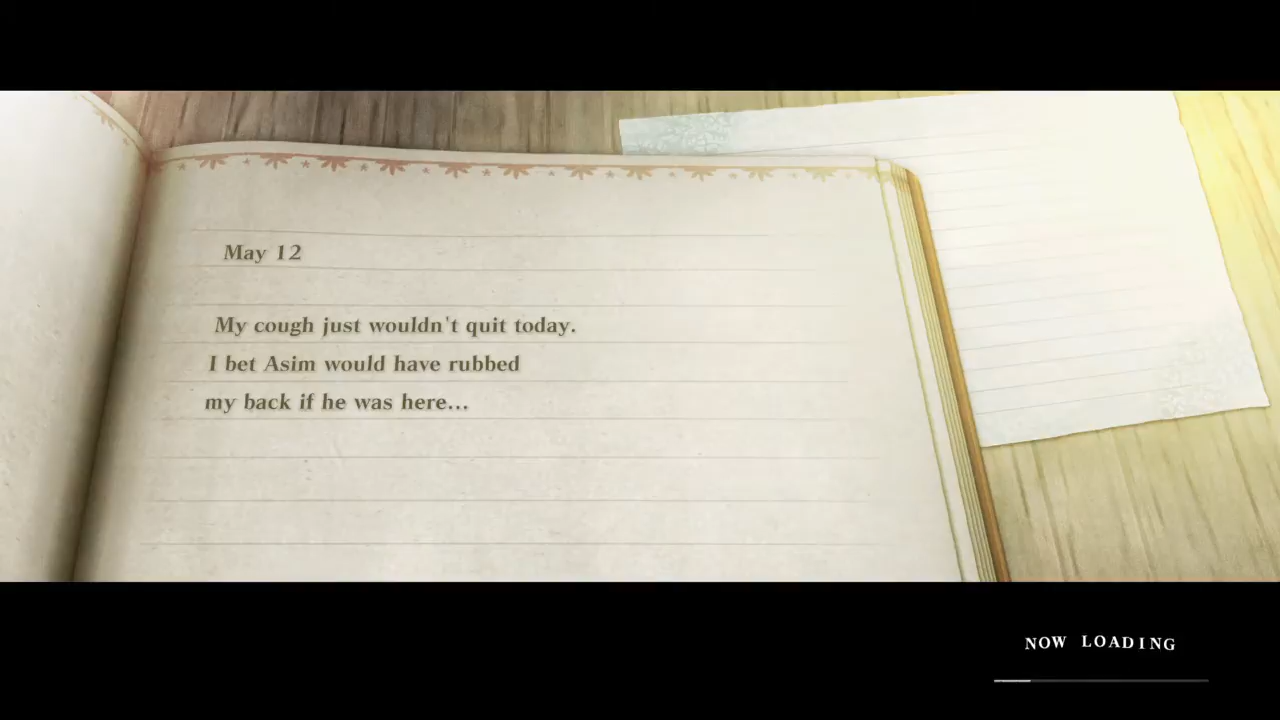 May 12
My cough just wouldn't quit today.
I bet Asim would have rubbed
my back if he was here...
NOW LOADING